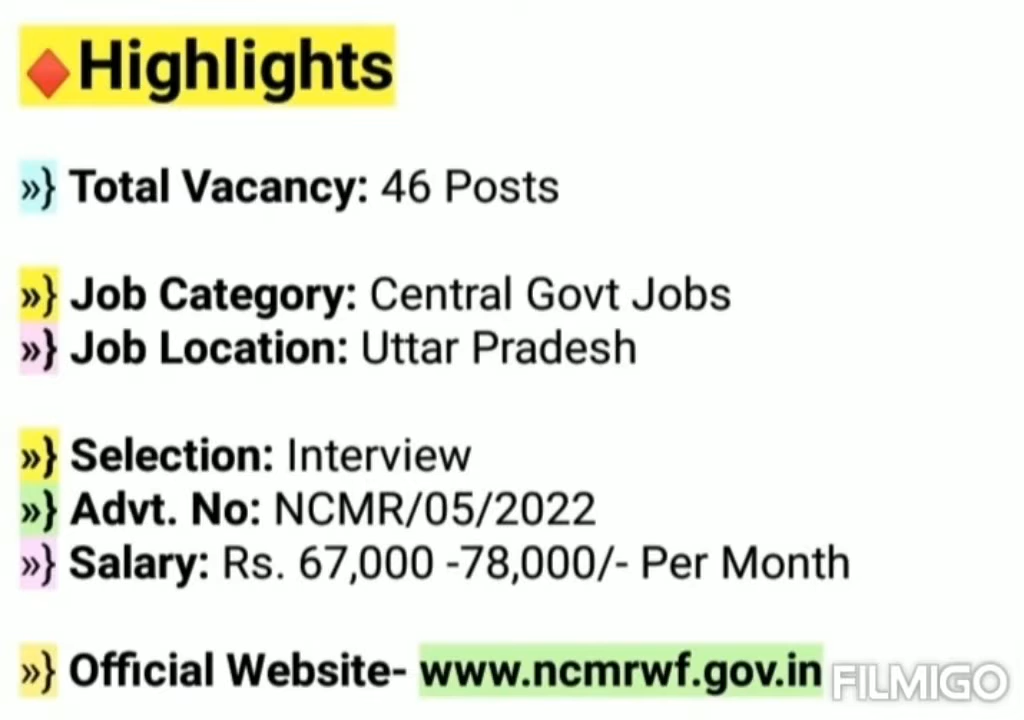 ♦️Highlights
»} Total Vacancy: 46 Posts
»} Job Category: Central Govt Jobs
»} Job Location: Uttar Pradesh
»} Selection: Interview
»} Advt. No: NCMR/05/2022
»} Salary: Rs. 67,000 -78,000/- Per Month
»} Official Website- www.ncmrwf.gov.in
FILMIGO